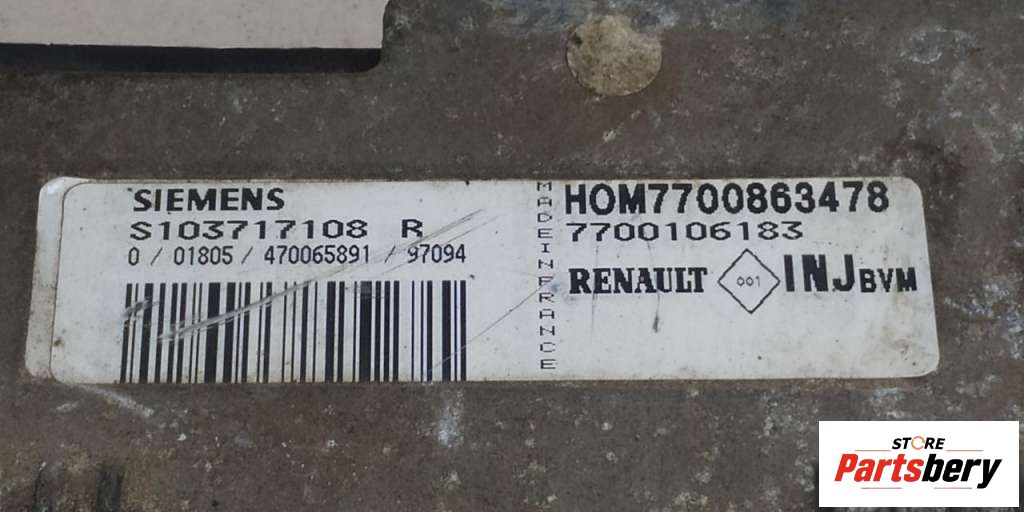 SIEMENS
S103717108 R
0 / 01805 / 470065891 / 97094
MADE IN FRANCE
HOM7700863478
7700106183
RENAULT 001 INJ BVM
STORE
Partsbery